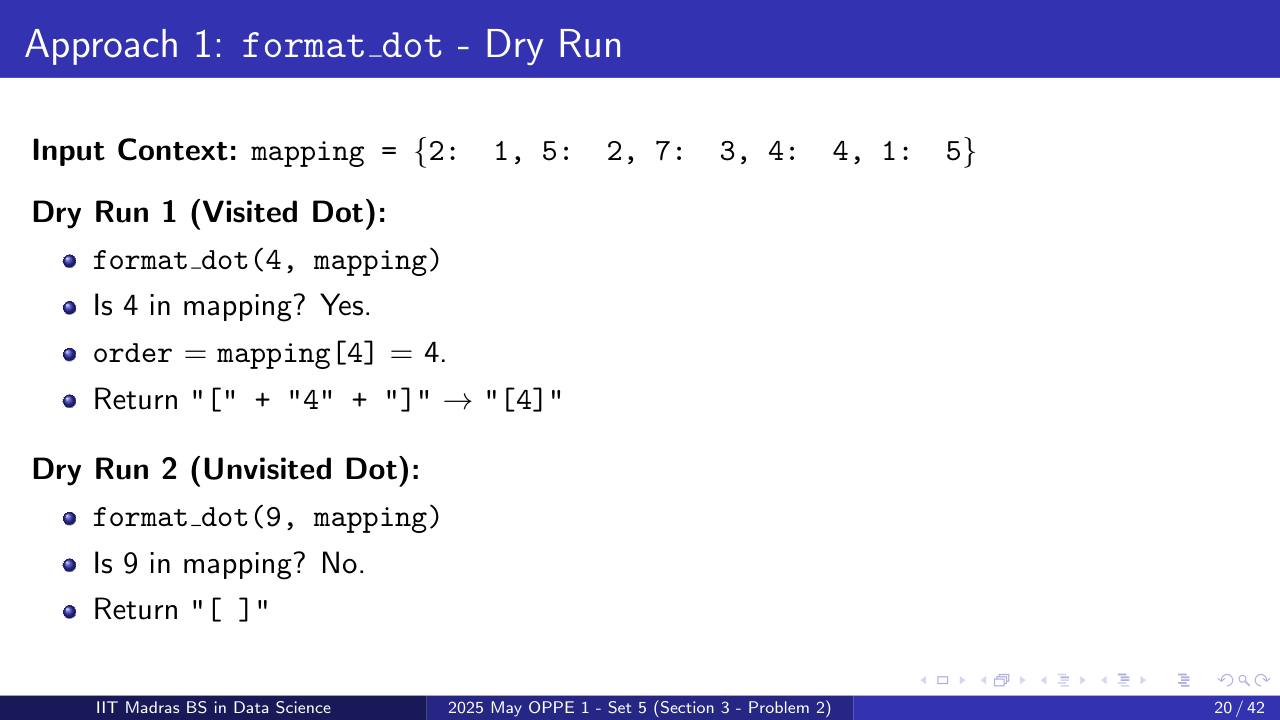 Approach 1: format_dot - Dry Run
Input Context: mapping = {2: 1, 5: 2, 7: 3, 4: 4, 1: 5}
Dry Run 1 (Visited Dot):
format_dot(4, mapping)
Is 4 in mapping? Yes.
order = mapping[4] = 4.
Return "[" + "4" + "]" → "[4]"
Dry Run 2 (Unvisited Dot):
format_dot(9, mapping)
Is 9 in mapping? No.
Return "[ ]"
IIT Madras BS in Data Science 2025 May OPPE 1 - Set 5 (Section 3 - Problem 2) 20 / 42